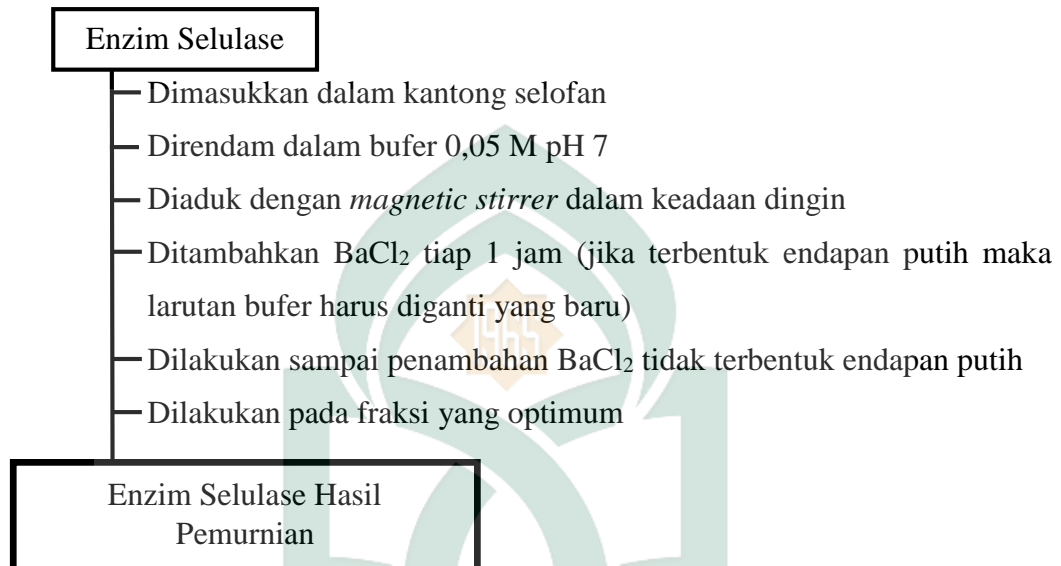 Enzim Selulase
Dimasukkan dalam kantong selofan
Direndam dalam bufer 0,05 M pH 7
Diaduk dengan magnetic stirrer dalam keadaan dingin
Ditambahkan BaCl₂ tiap 1 jam (jika terbentuk endapan putih maka
larutan bufer harus diganti yang baru)
1965
Dilakukan sampai penambahan BaCl₂ tidak terbentuk endapan putih
Dilakukan pada fraksi yang optimum
Enzim Selulase Hasil
Pemurnian